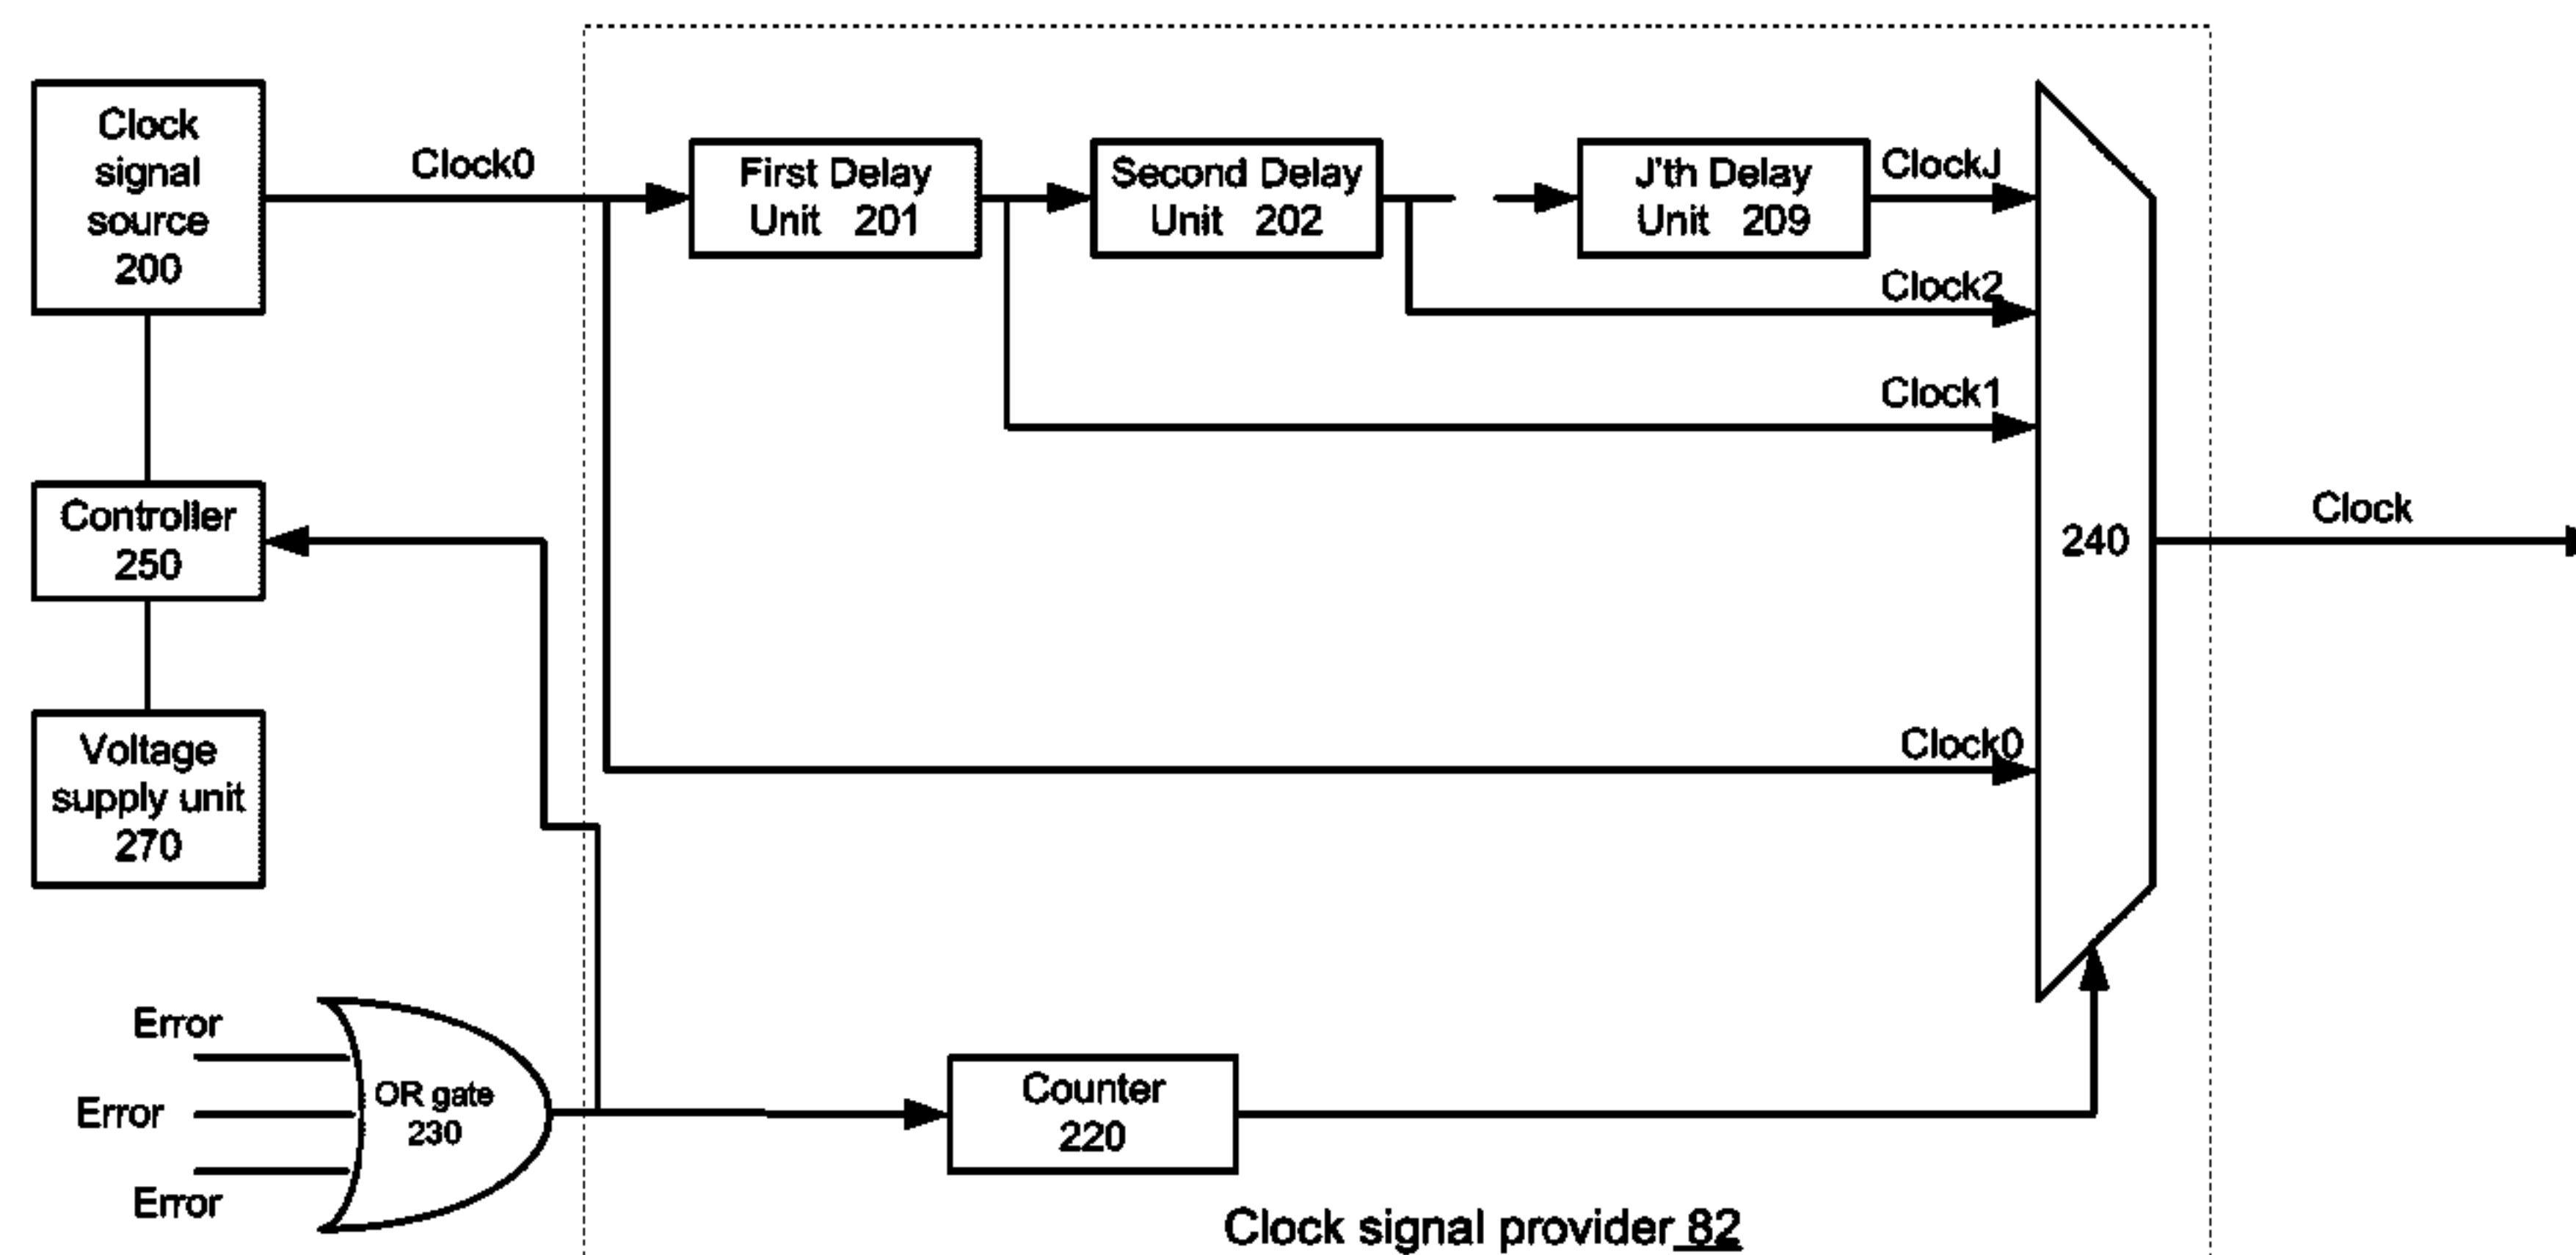 Clock
signal
source
200
Clock0
First Delay
Unit 201
Second Delay
Unit 202
J'th Delay
Unit 209
ClockJ
Clock2
Clock1
Controller
250
240
Clock
Voltage
supply unit
270
Clock0
Error
Error
Error
OR gate
230
Counter
220
Clock signal provider 82